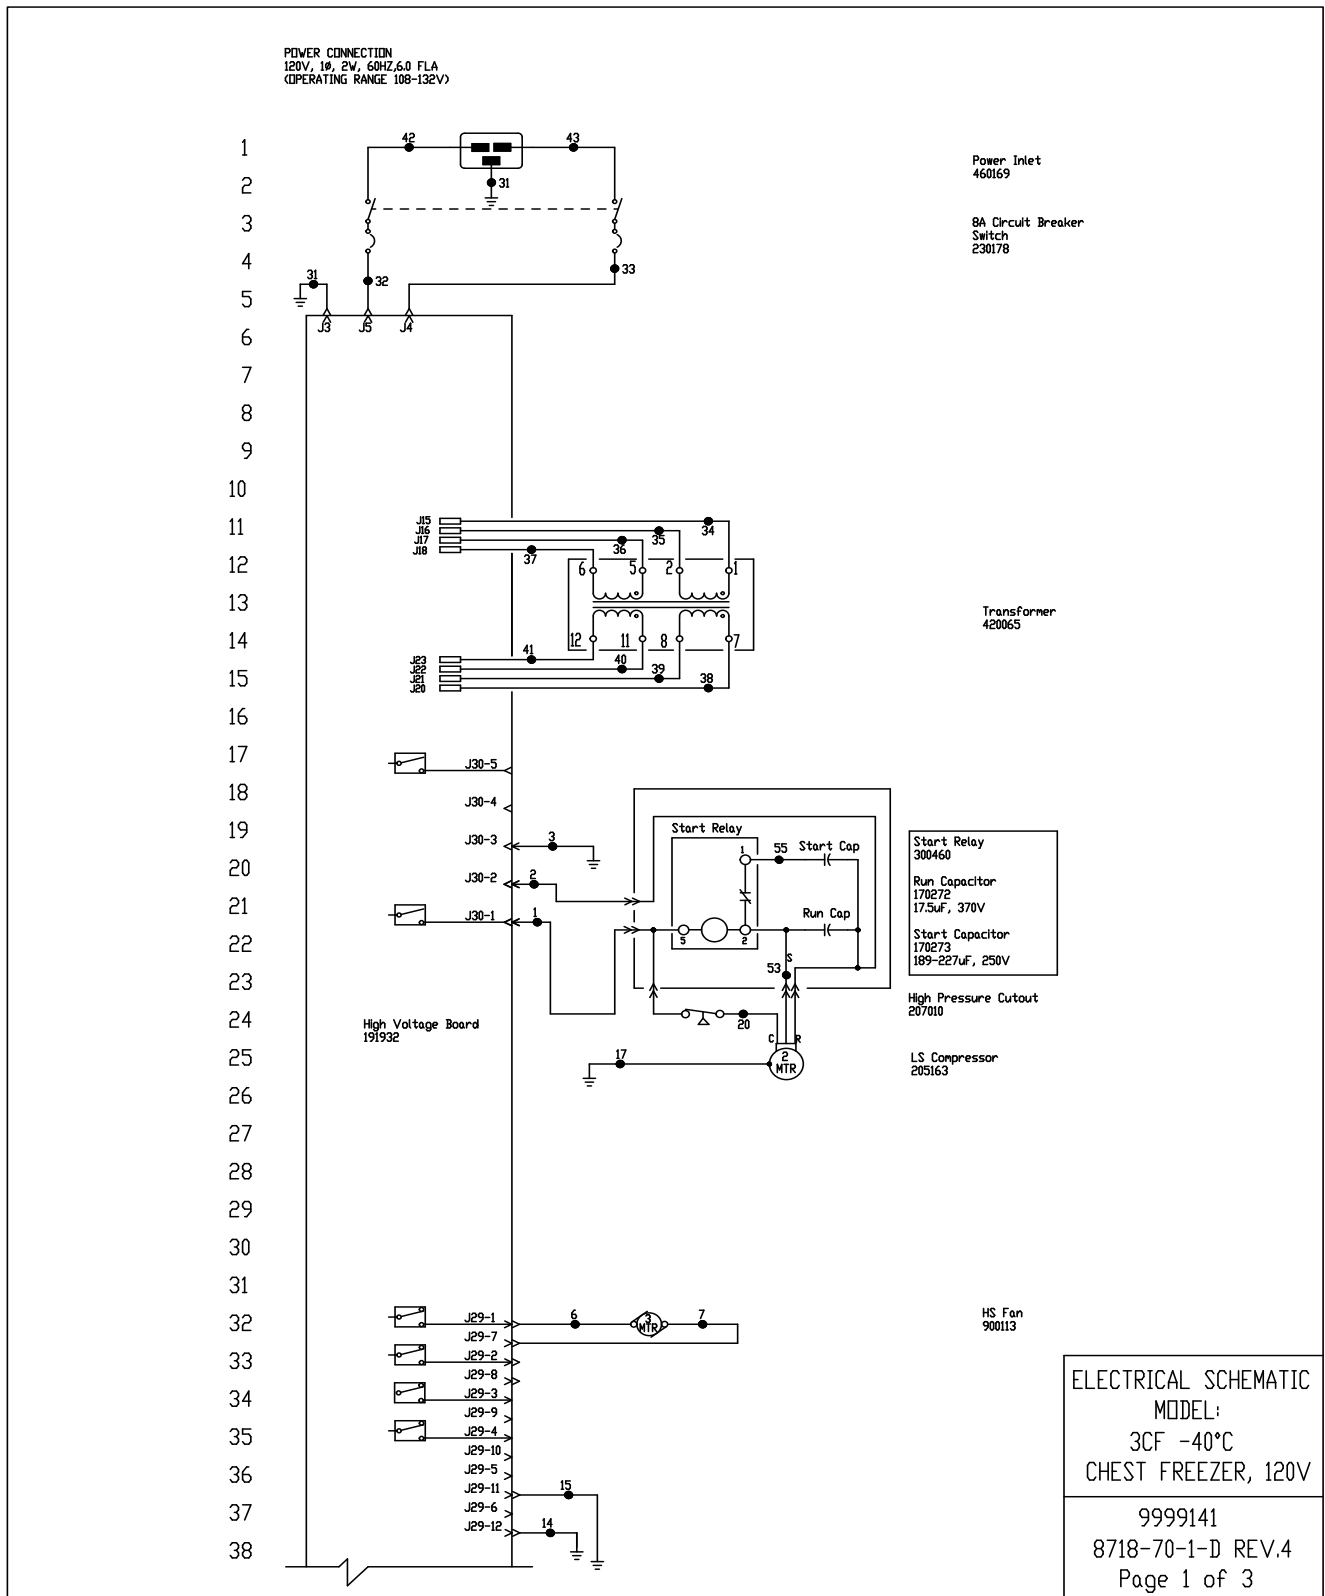 POWER CONNECTION
120V, 1ø, 2W, 60HZ,6.0 FLA
(OPERATING RANGE 108-132V)
1
42
43
Power Inlet
460169
2
31
3
8A Circuit Breaker
Switch
230178
4
33
31
32
5
J3
J5
J4
6
7
8
9
10
11
J15
J16
J17
J18
34
35
36
37
12
6
5
2
1
13
Transformer
420065
14
12
11
8
7
J23
J22
J21
J20
41
40
39
38
15
16
17
J30-5
18
J30-4
19
J30-3
3
Start Relay
1
55
Start Cap
Start Relay
300460
20
J30-2
2
Run Capacitor
170272
17.5uF, 370V
21
J30-1
1
Run Cap
5
2
22
Start Capacitor
170273
189-227uF, 250V
S
53
23
High Pressure Cutout
207010
24
20
High Voltage Board
191932
C
R
25
17
2
MTR
LS Compressor
205163
26
27
28
29
30
31
32
J29-1
6
3
MTR
7
HS Fan
900113
J29-7
33
J29-2
J29-8
34
J29-3
J29-9
35
J29-4
J29-10
36
J29-5
J29-11
15
37
J29-6
J29-12
14
38
ELECTRICAL SCHEMATIC
MODEL:
3CF -40°C
CHEST FREEZER, 120V
9999141
8718-70-1-D REV.4
Page 1 of 3